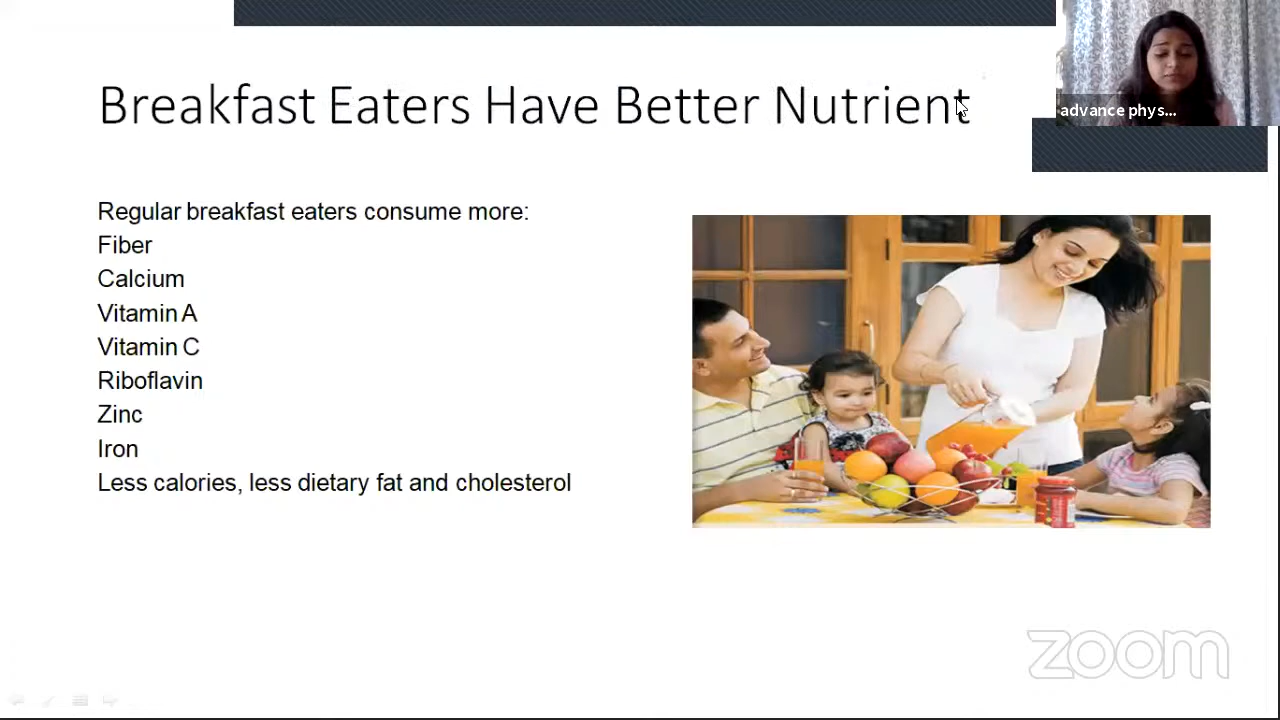 Breakfast Eaters Have Better Nutrient
advance phys...
Regular breakfast eaters consume more:
Fiber
Calcium
Vitamin A
Vitamin C
Riboflavin
Zinc
Iron
Less calories, less dietary fat and cholesterol
zoom